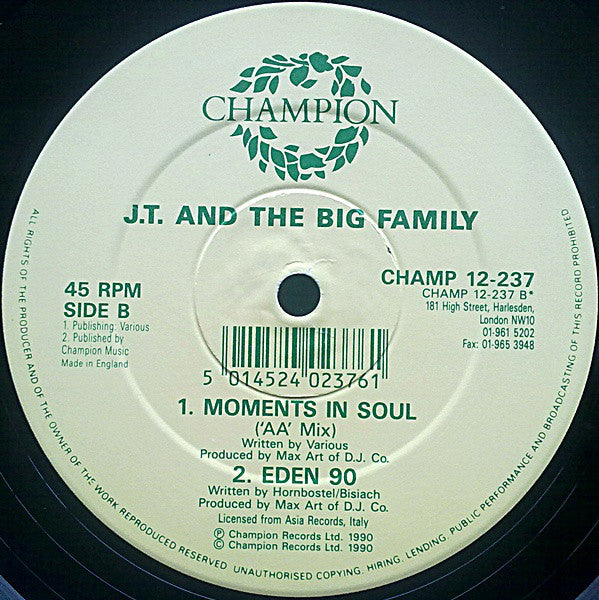 CHAMPION
J.T. AND THE BIG FAMILY
45 RPM
SIDE B
1. Publishing: Various
2. Published by
Champion Music
Made in England
CHAMP 12-237
CHAMP 12-237 B*
181 High Street, Harlesden,
London NW10
01-961 5202
Fax: 01-965 3948
5 014524 023761
1. MOMENTS IN SOUL
('AA' Mix)
Written by Various
Produced by Max Art of D.J. Co.
2. EDEN 90
Written by Hornbostel/Bisiach
Produced by Max Art of D.J. Co.
Licensed from Asia Records, Italy
℗ Champion Records Ltd. 1990
© Champion Records Ltd. 1990
ALL RIGHTS OF THE PRODUCER AND OF THE OWNER OF THE WORK REPRODUCED RESERVED UNAUTHORISED COPYING, HIRING, LENDING, PUBLIC PERFORMANCE AND BROADCASTING OF THIS RECORD PROHIBITED